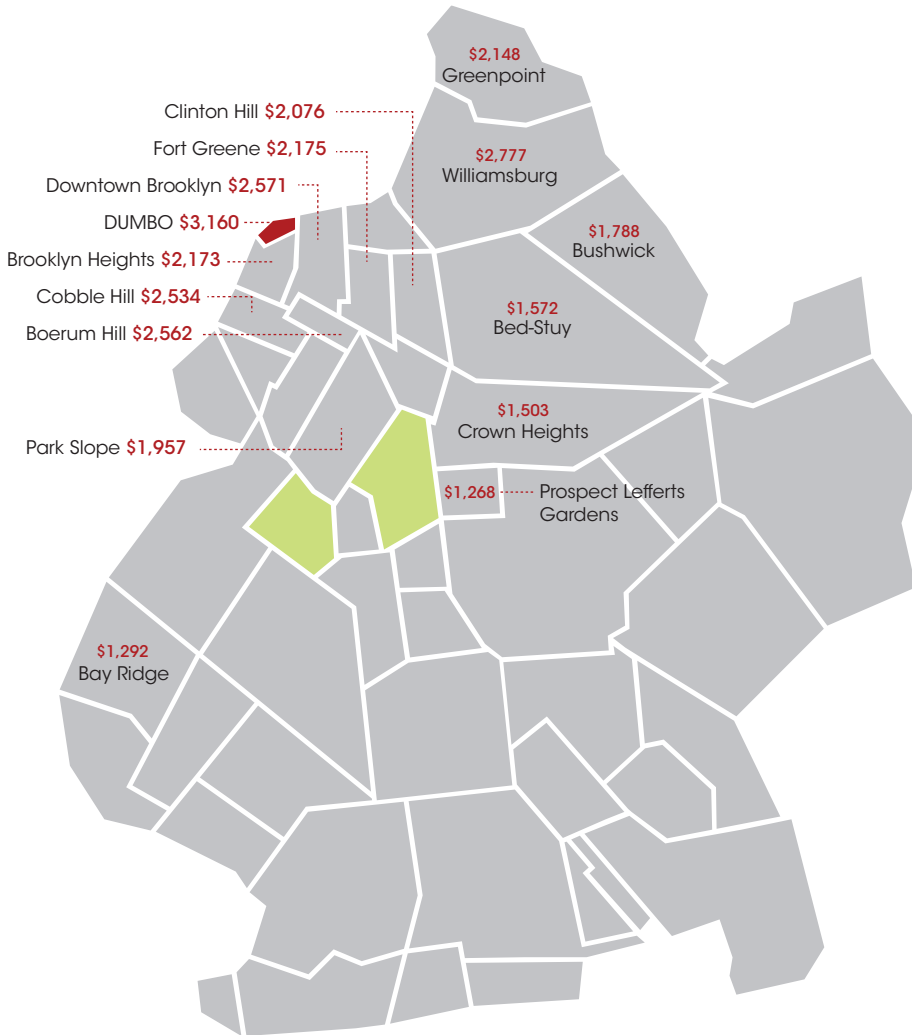 $2,148
Greenpoint
Clinton Hill $2,076
Fort Greene $2,175
$2,777
Williamsburg
Downtown Brooklyn $2,571
DUMBO $3,160
$1,788
Bushwick
Brooklyn Heights $2,173
Cobble Hill $2,534
$1,572
Bed-Stuy
Boerum Hill $2,562
$1,503
Crown Heights
Park Slope $1,957
$1,268
Prospect Lefferts
Gardens
$1,292
Bay Ridge